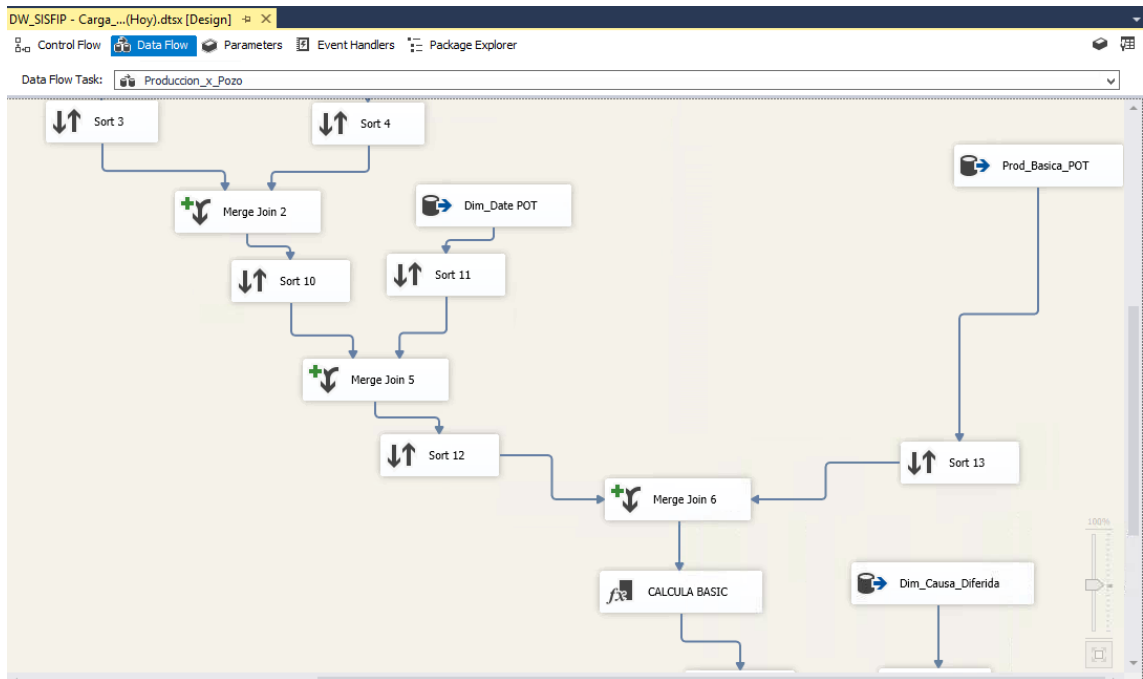 DW_SISFIP - Carga_...(Hoy).dtsx [Design]
Control Flow Data Flow Parameters Event Handlers Package Explorer
Data Flow Task: Produccion_x_Pozo
Sort 3
Sort 4
Prod_Basica_POT
Merge Join 2
Dim_Date POT
Sort 10
Sort 11
Merge Join 5
Sort 12
Sort 13
Merge Join 6
100%
CALCULA BASIC
Dim_Causa_Diferida